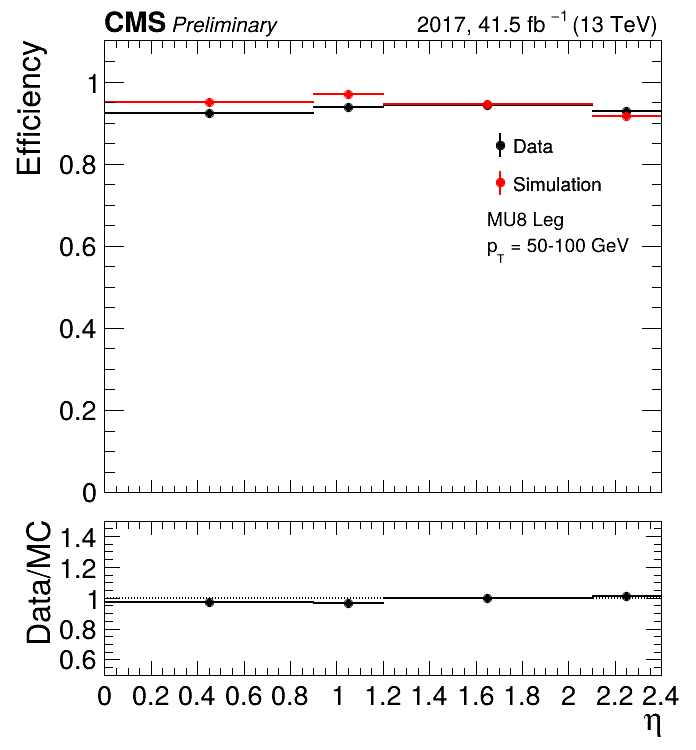 CMS Preliminary 2017, 41.5 fb⁻¹ (13 TeV)
Efficiency
1
0.8
0.6
0.4
0.2
0
Data
Simulation
MU8 Leg
p_T = 50-100 GeV
Data/MC
1.4
1.2
1
0.8
0.6
0 0.2 0.4 0.6 0.8 1 1.2 1.4 1.6 1.8 2 2.2 2.4
η